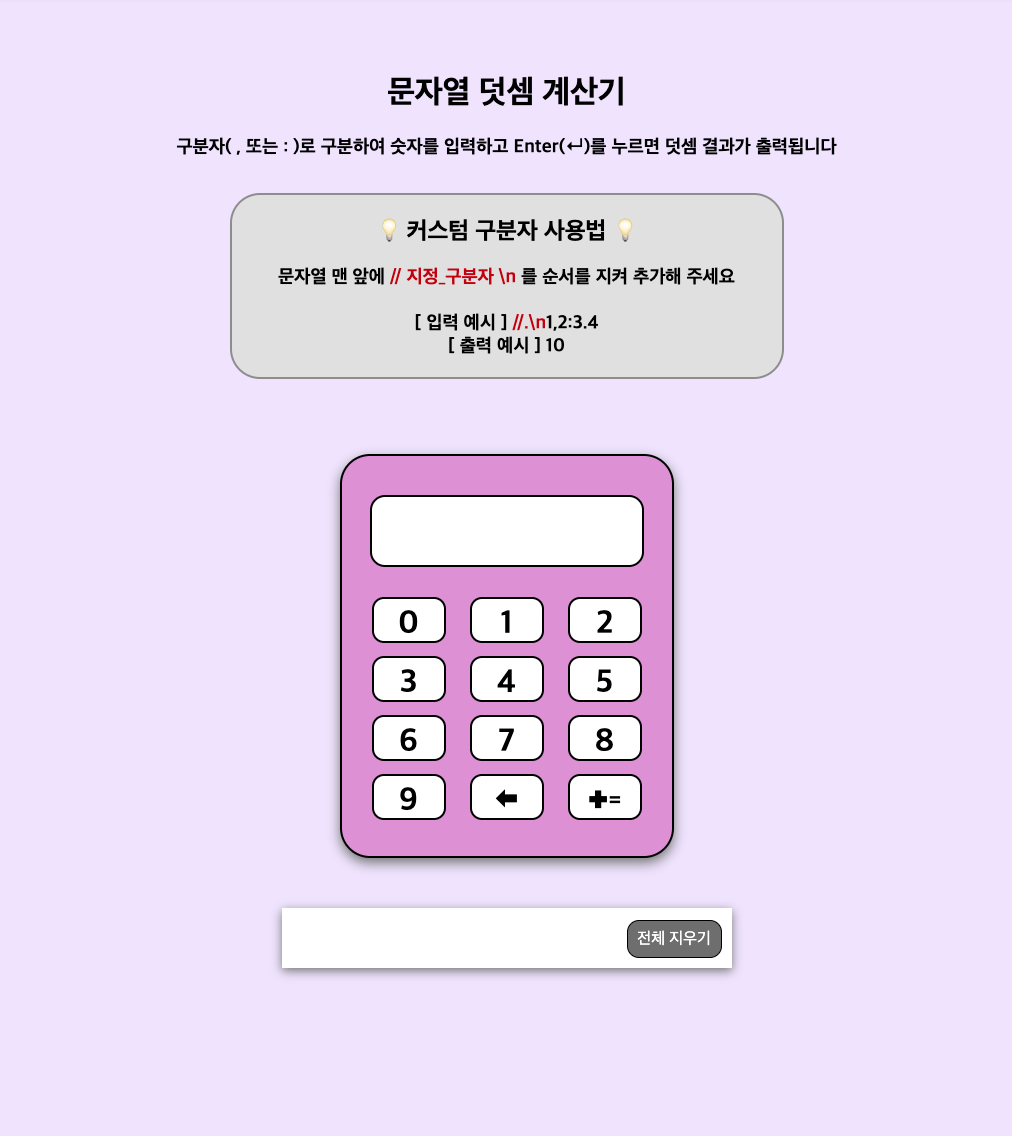 문자열 덧셈 계산기
구분자( , 또는 : )로 구분하여 숫자를 입력하고 Enter(↵)를 누르면 덧셈 결과가 출력됩니다
💡 커스텀 구분자 사용법 💡
문자열 맨 앞에 // 지정_구분자 \n 를 순서를 지켜 추가해 주세요
[ 입력 예시 ] //.\n1,2:3.4
[ 출력 예시 ] 10
0 1 2
3 4 5
6 7 8
9 🡄 ✚=
전체 지우기